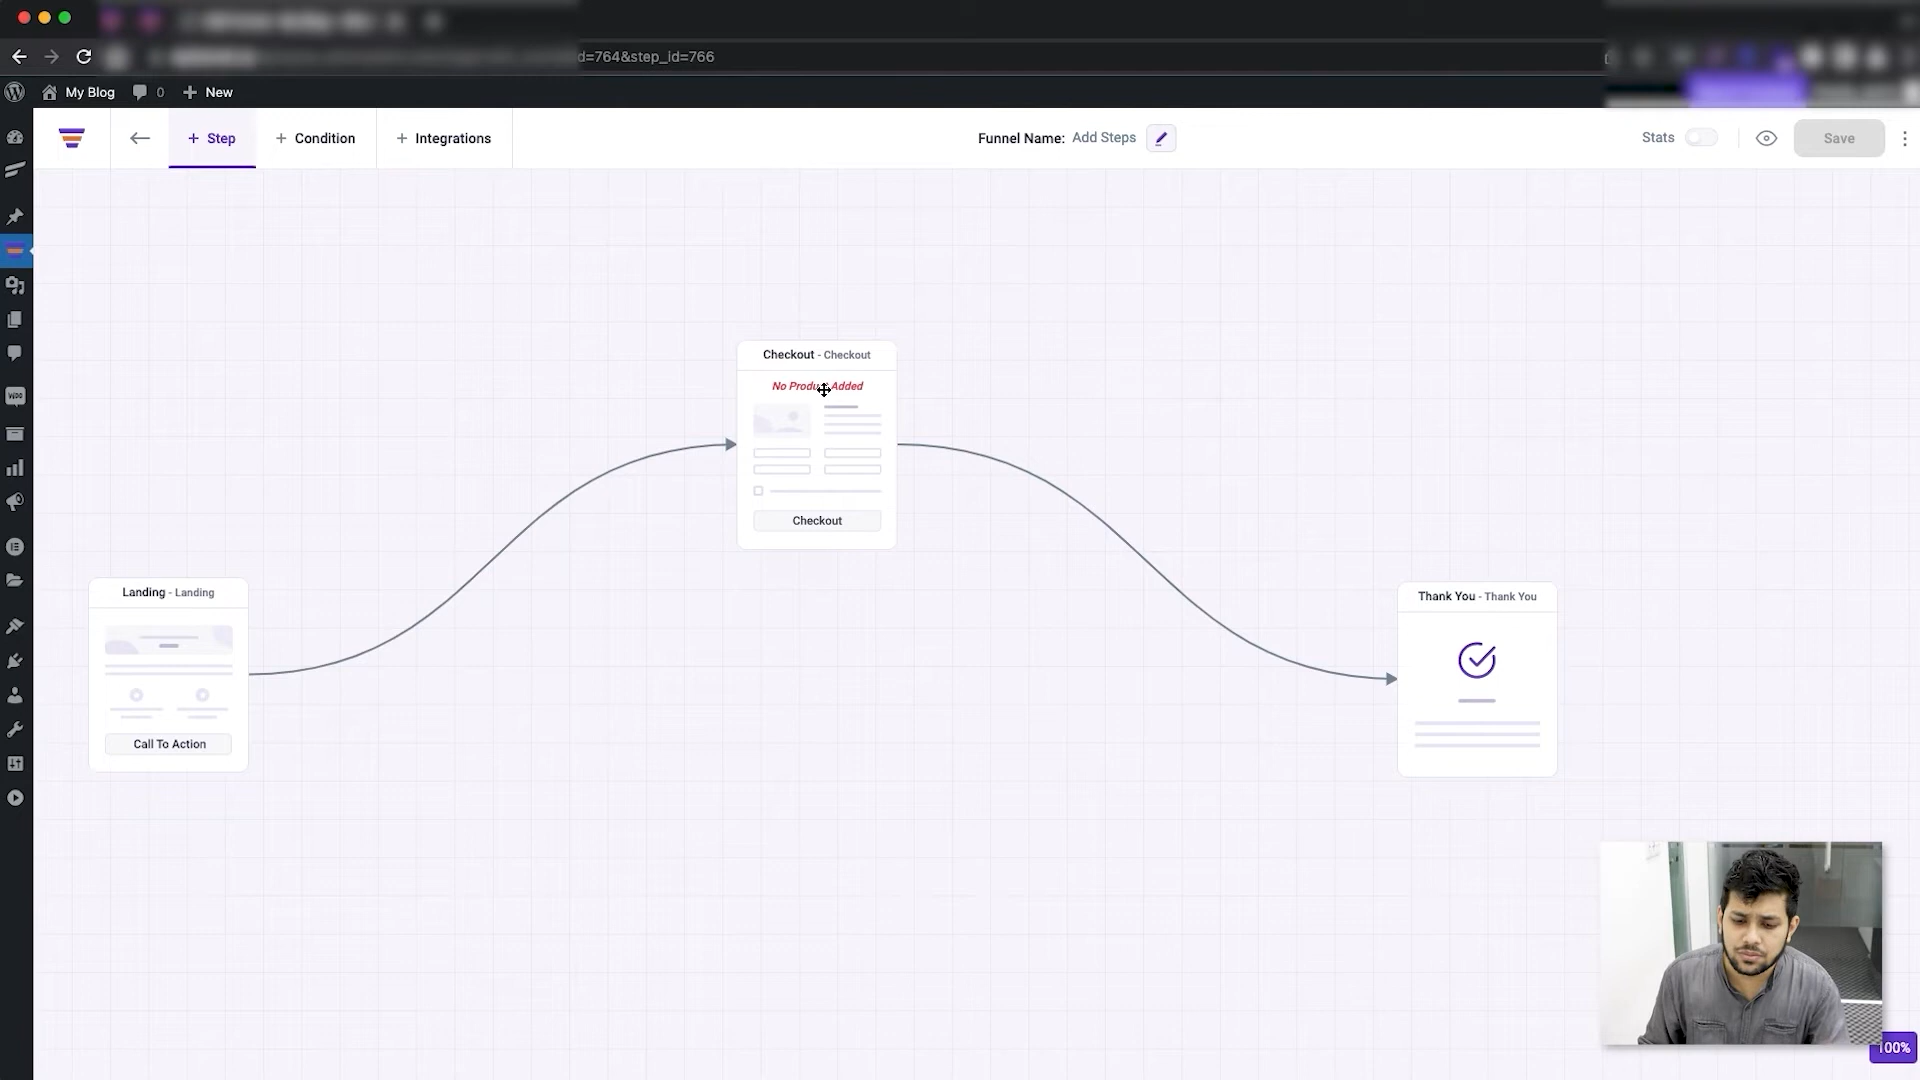 d=764&step_id=766
My Blog
0
New
Step
Condition
Integrations
Funnel Name: Add Steps
Stats
Save
Checkout - Checkout
Checkout
Landing - Landing
Call To Action
Thank You - Thank You
WOO
100%